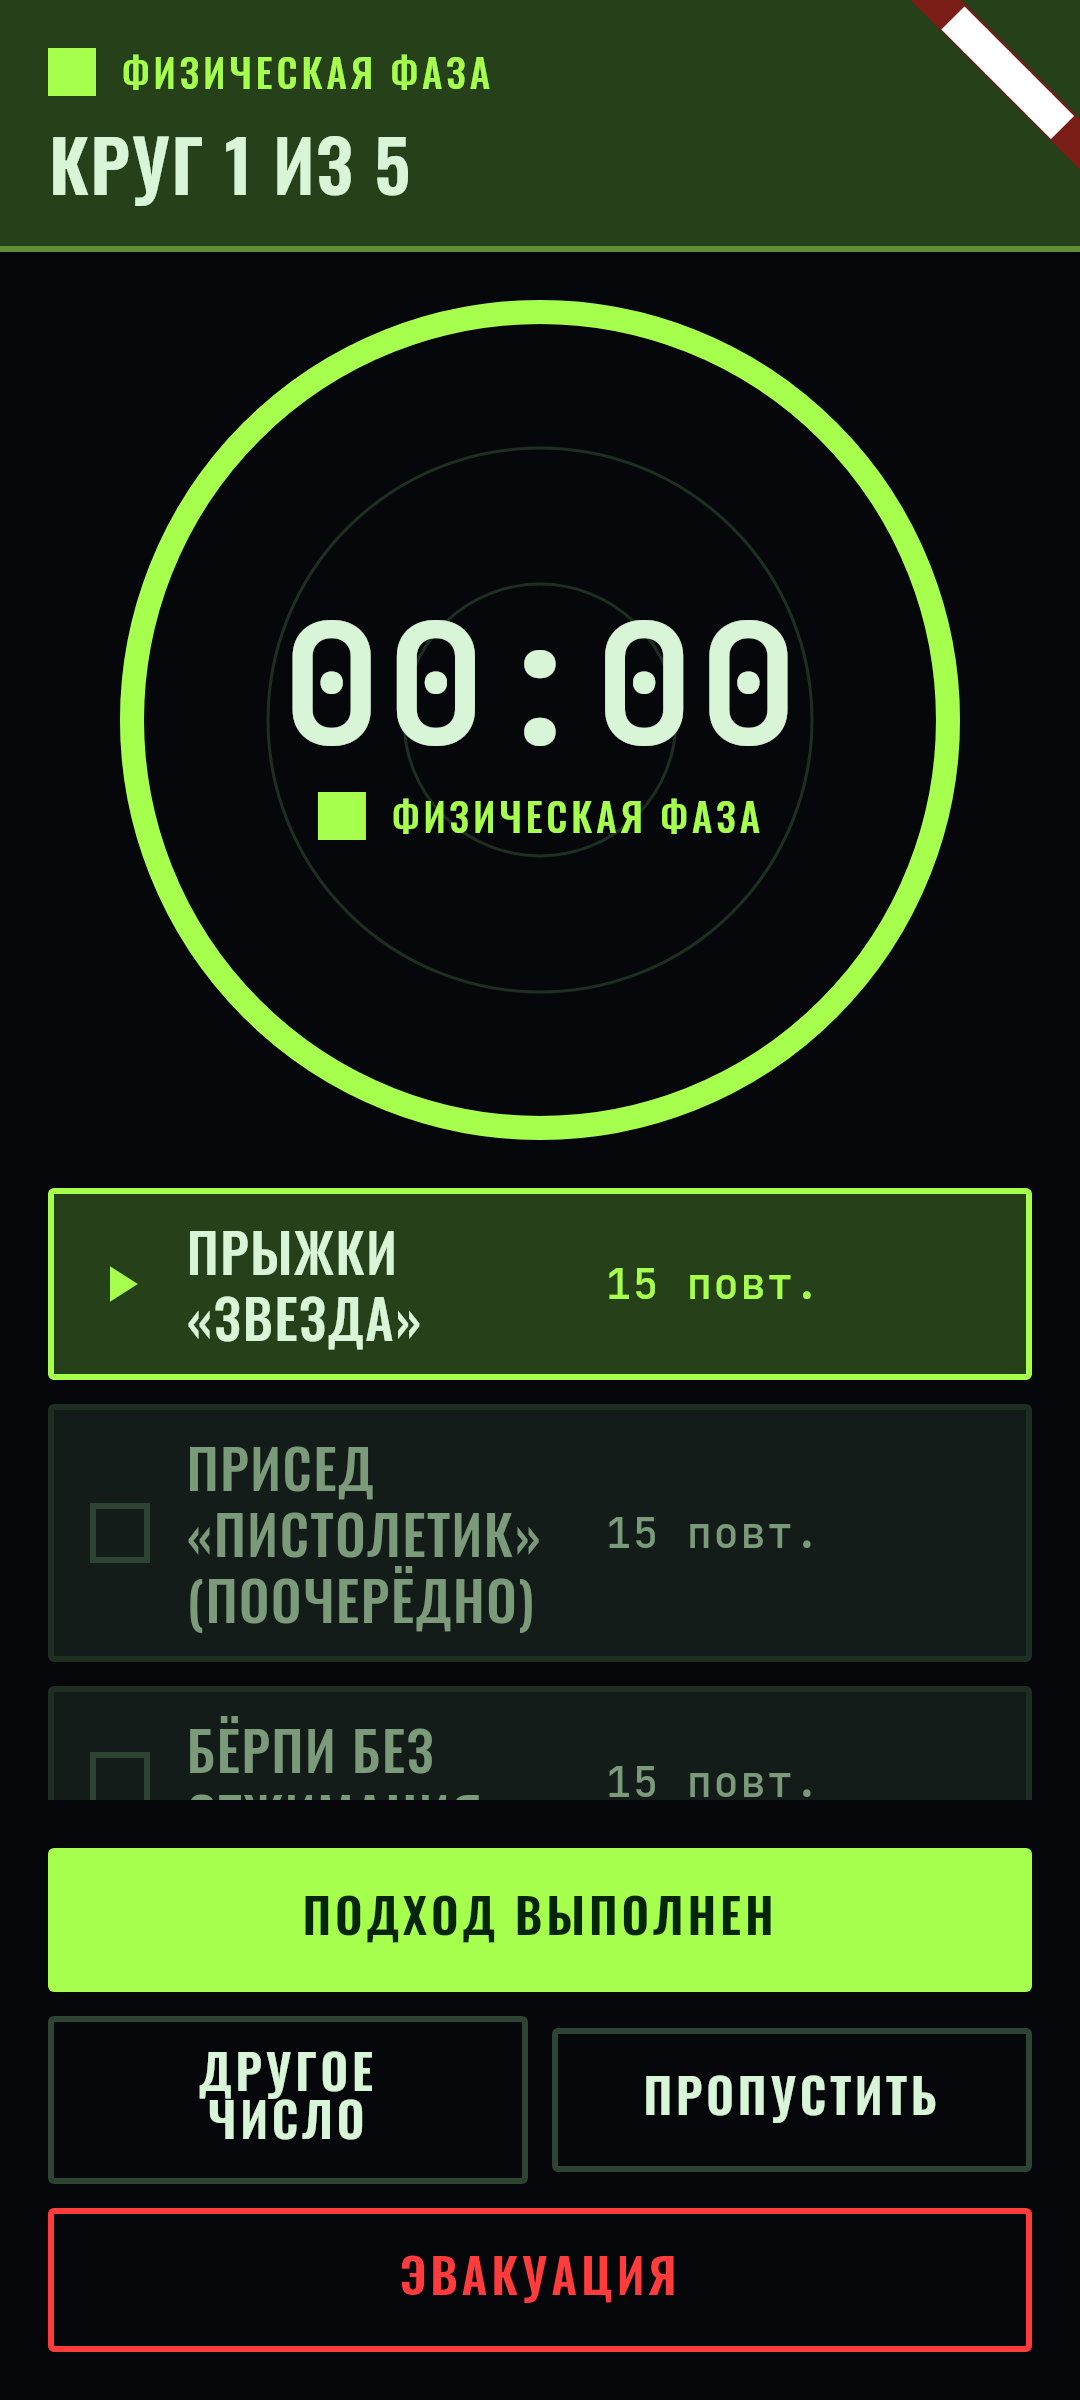 ФИЗИЧЕСКАЯ ФАЗА
КРУГ 1 ИЗ 5
00:00
ФИЗИЧЕСКАЯ ФАЗА
ПРЫЖКИ
«ЗВЕЗДА»
15 повт.
ПРИСЕД
«ПИСТОЛЕТИК»
(ПООЧЕРЁДНО)
15 повт.
БЁРПИ БЕЗ
15 повт.
ПОДХОД ВЫПОЛНЕН
ДРУГОЕ
ЧИСЛО
ПРОПУСТИТЬ
ЭВАКУАЦИЯ